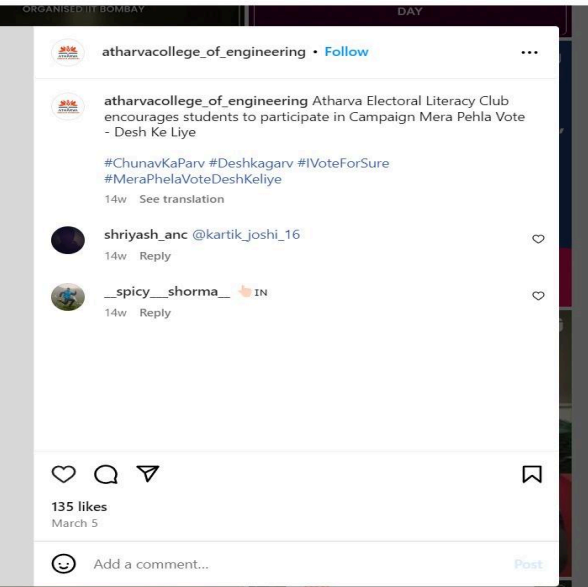 ORGANISED IIT BOMBAY
DAY
atharvacollege_of_engineering • Follow
atharvacollege_of_engineering Atharva Electoral Literacy Club
encourages students to participate in Campaign Mera Pehla Vote
- Desh Ke Liye
#ChunavKaParv #Deshkagarv #IVoteForSure
#MeraPhelaVoteDeshKeliye
14w See translation
shriyash_anc @kartik_joshi_16
14w Reply
__spicy___shorma__ 👆🏻 IN
14w Reply
135 likes
March 5
Add a comment...
Post